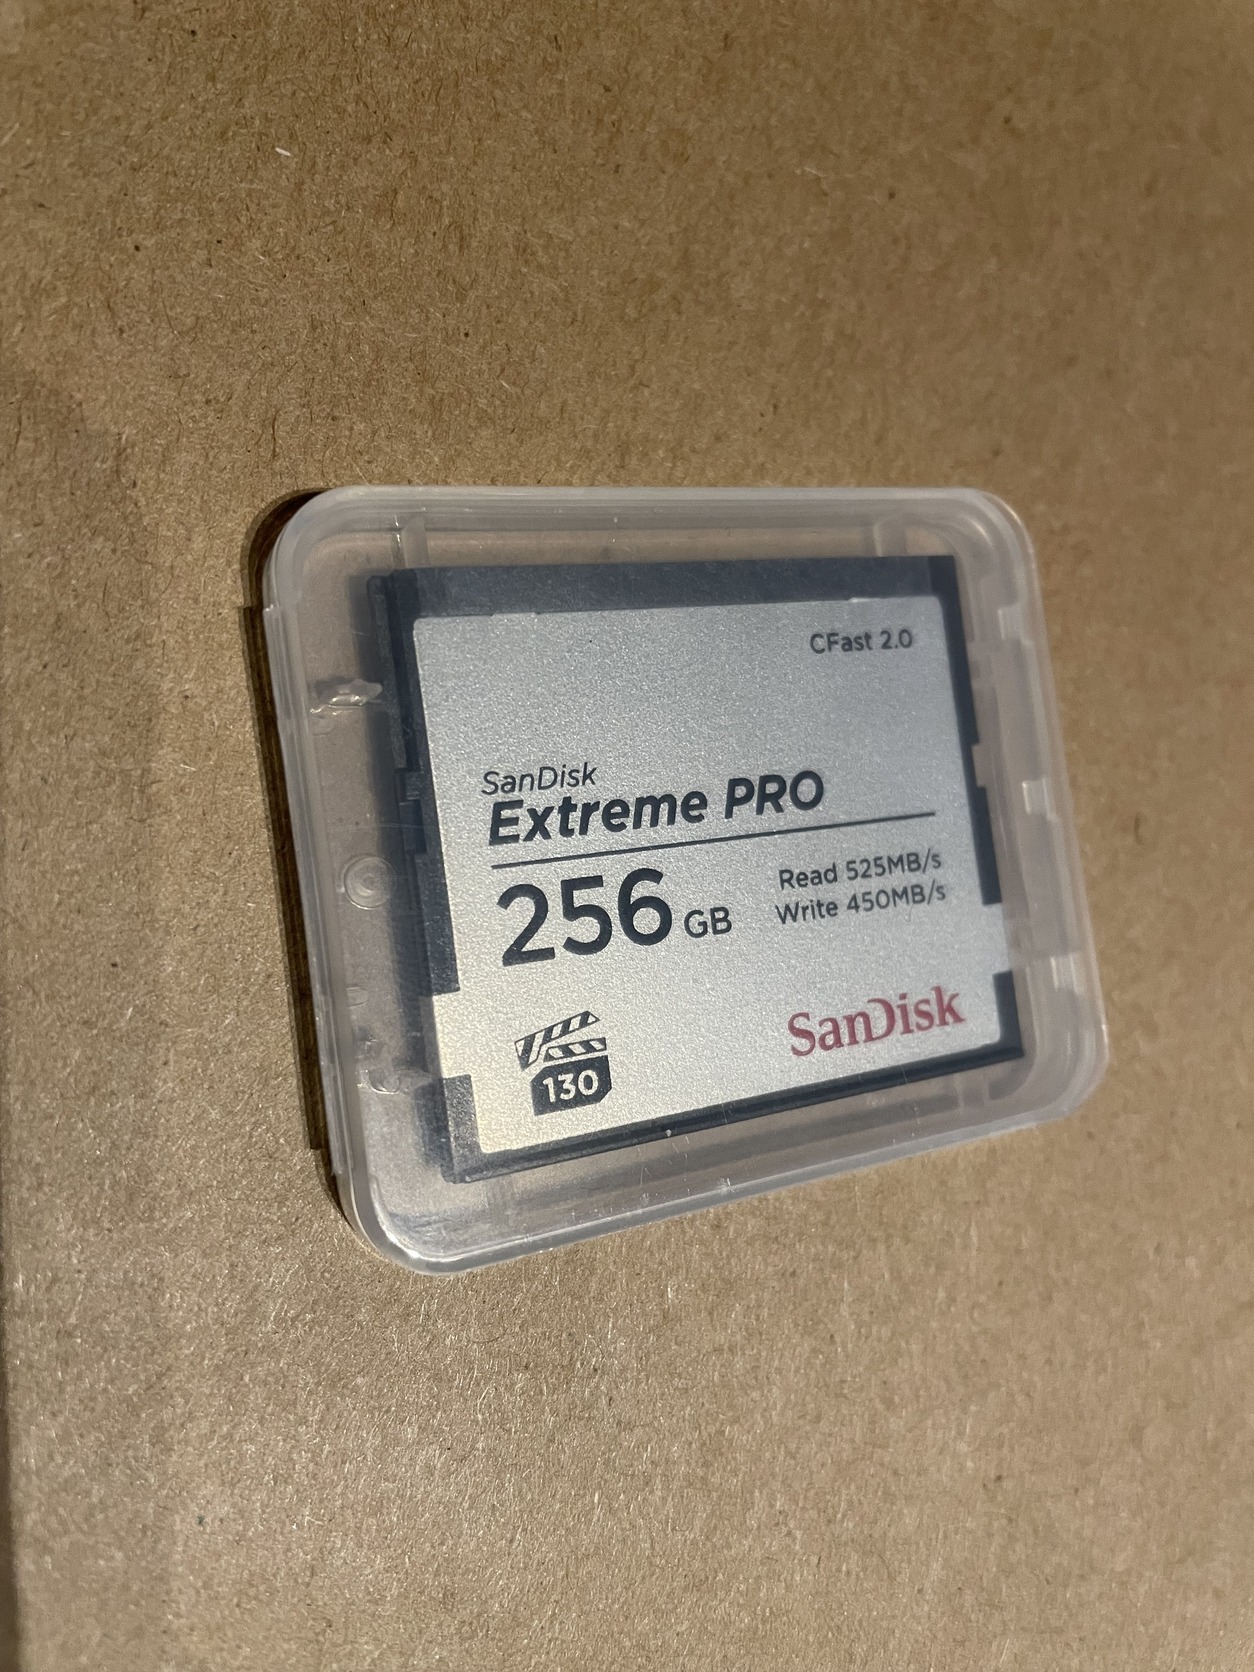 CFast 2.0
SanDisk
Extreme PRO
256 GB
Read 525MB/s
Write 450MB/s
130
SanDisk